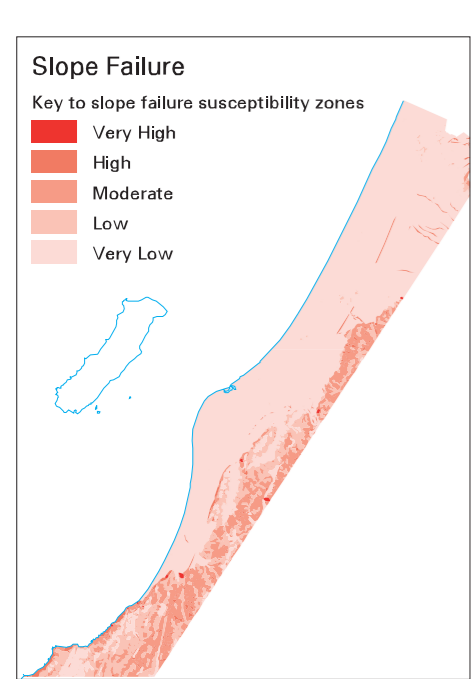 Slope Failure
Key to slope failure susceptibility zones
Very High
High
Moderate
Low
Very Low